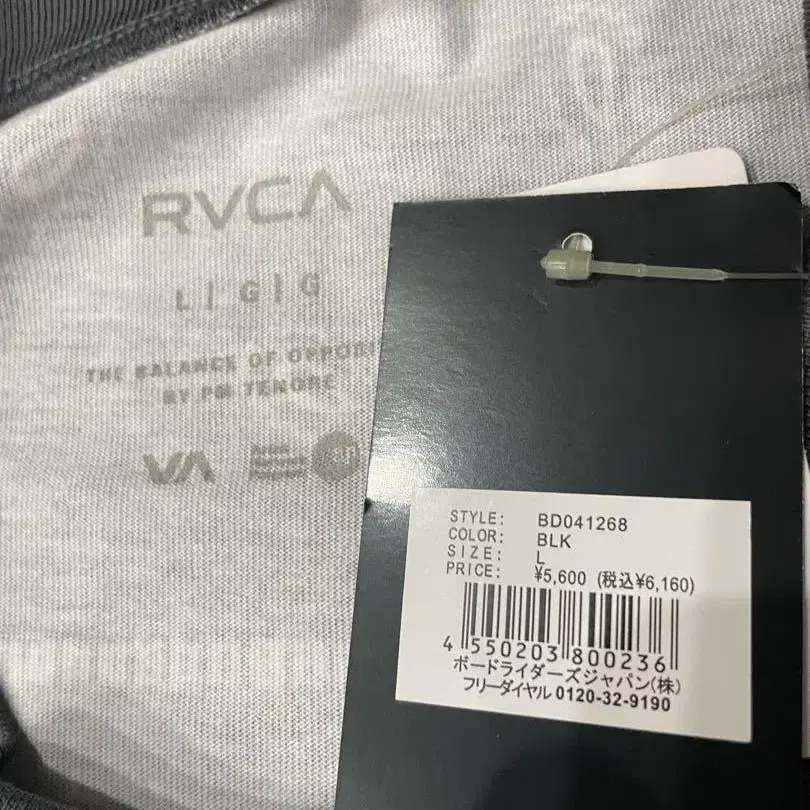 RVCA
L | G | G
THE BALANCE OF
BY PM TENORE
VA
STYLE: BD041268
COLOR: BLK
SIZE: L
PRICE: ¥5,600 (税込¥6,160)
4 550203 800236
ボードライダーズジャパン(株)
フリーダイヤル 0120-32-9190